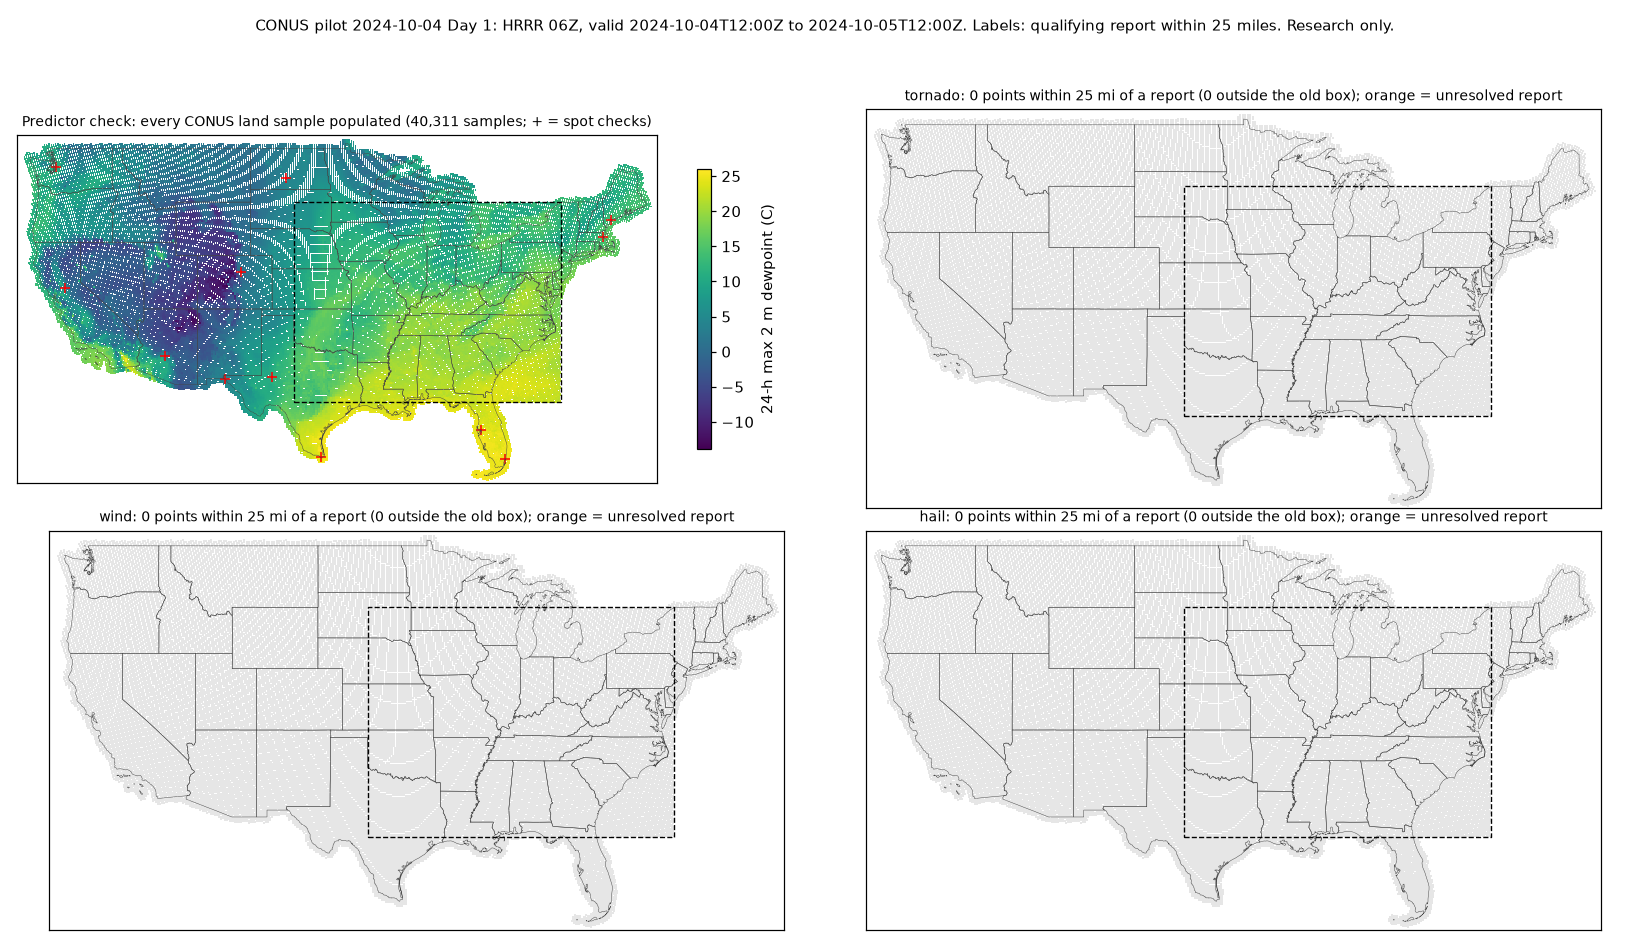 CONUS pilot 2024-10-04 Day 1: HRRR 06Z, valid 2024-10-04T12:00Z to 2024-10-05T12:00Z. Labels: qualifying report within 25 miles. Research only.
Predictor check: every CONUS land sample populated (40,311 samples; + = spot checks)
25
20
15
10
5
0
−5
−10
24-h max 2 m dewpoint (C)
tornado: 0 points within 25 mi of a report (0 outside the old box); orange = unresolved report
wind: 0 points within 25 mi of a report (0 outside the old box); orange = unresolved report
hail: 0 points within 25 mi of a report (0 outside the old box); orange = unresolved report